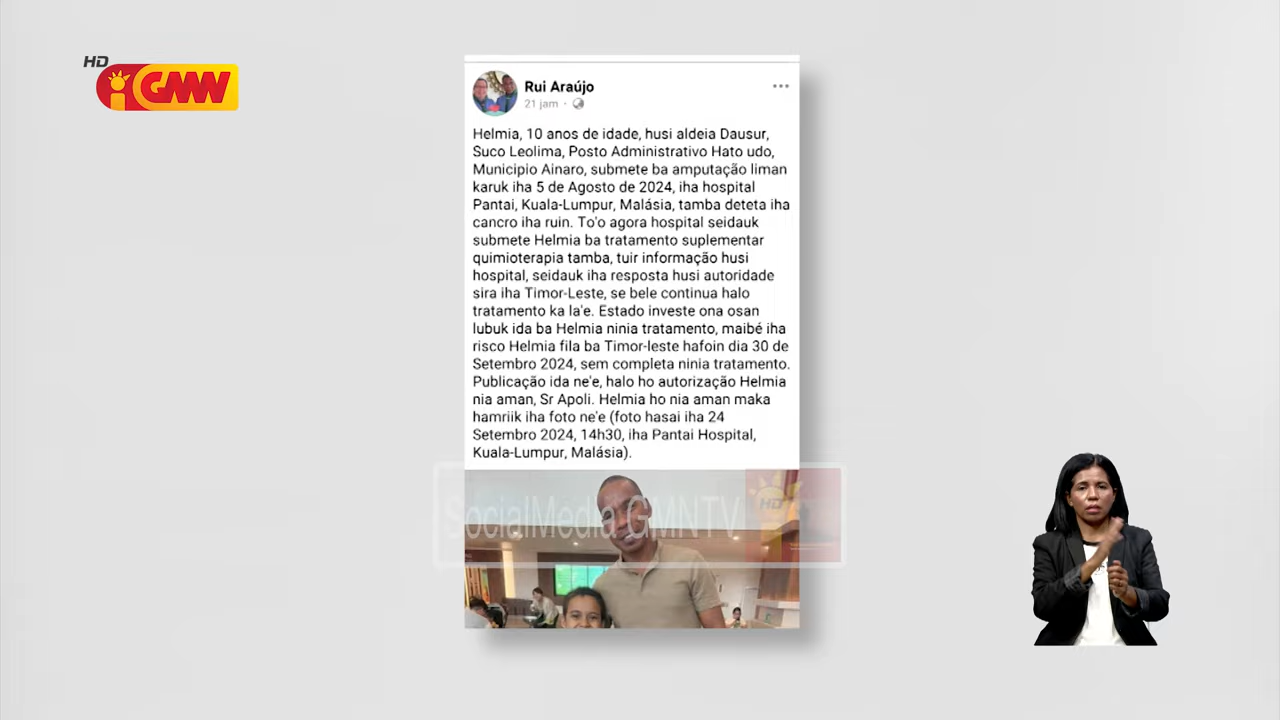 HD
GMN
Rui Araújo
21 jam ·
Helmia, 10 anos de idade, husi aldeia Dausur,
Suco Leolima, Posto Administrativo Hato udo,
Municipio Ainaro, submete ba amputação liman
karuk iha 5 de Agosto de 2024, iha hospital
Pantai, Kuala-Lumpur, Malásia, tamba deteta iha
cancro iha ruin. To'o agora hospital seidauk
submete Helmia ba tratamento suplementar
quimioterapia tamba, tuir informação husi
hospital, seidauk iha resposta husi autoridade
sira iha Timor-Leste, se bele continua halo
tratamento ka la'e. Estado investe ona osan
lubuk ida ba Helmia ninia tratamento, maibé iha
risco Helmia fila ba Timor-leste hafoin dia 30 de
Setembro 2024, sem completa ninia tratamento.
Publicação ida ne'e, halo ho autorização Helmia
nia aman, Sr Apoli. Helmia ho nia aman maka
hamriik iha foto ne'e (foto hasai iha 24
Setembro 2024, 14h30, iha Pantai Hospital,
Kuala-Lumpur, Malásia).
SocialMedia GMNTV
HD